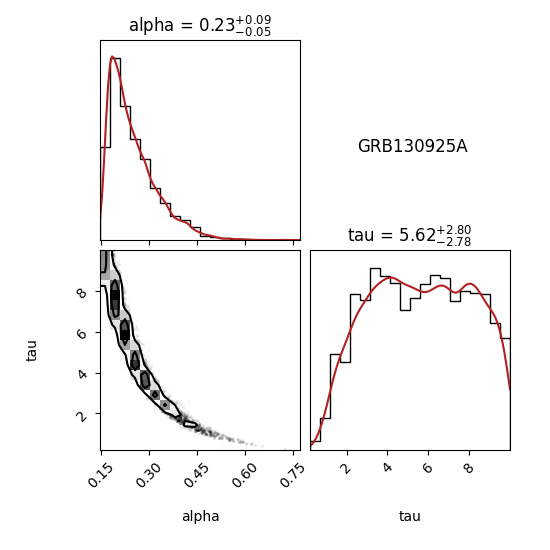 alpha = 0.23+0.09−0.05
GRB130925A
tau = 5.62+2.80−2.78
8
6
4
2
tau
0.15 0.30 0.45 0.60 0.75
2 4 6 8
alpha
tau